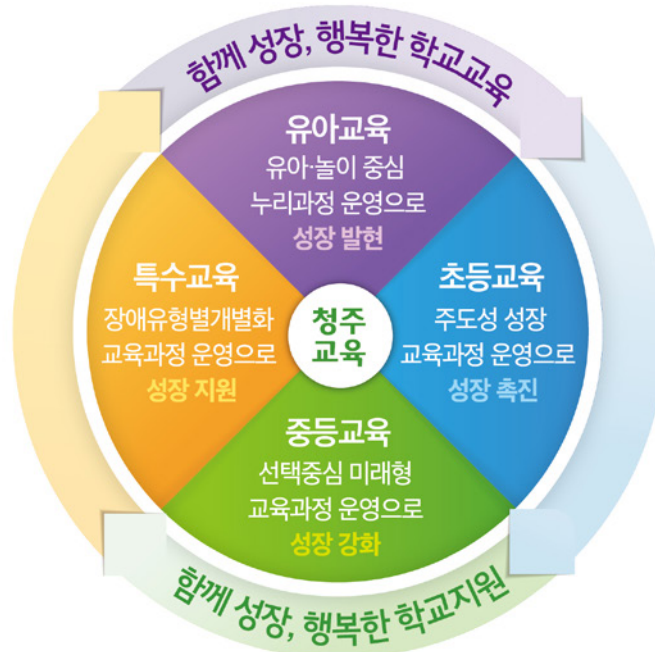 함께 성장, 행복한 학교교육
유아교육
유아·놀이 중심
누리과정 운영으로
성장 발현
특수교육
장애유형별개별화
교육과정 운영으로
성장 지원
청주
교육
초등교육
주도성 성장
교육과정 운영으로
성장 촉진
중등교육
선택중심 미래형
교육과정 운영으로
성장 강화
함께 성장, 행복한 학교지원